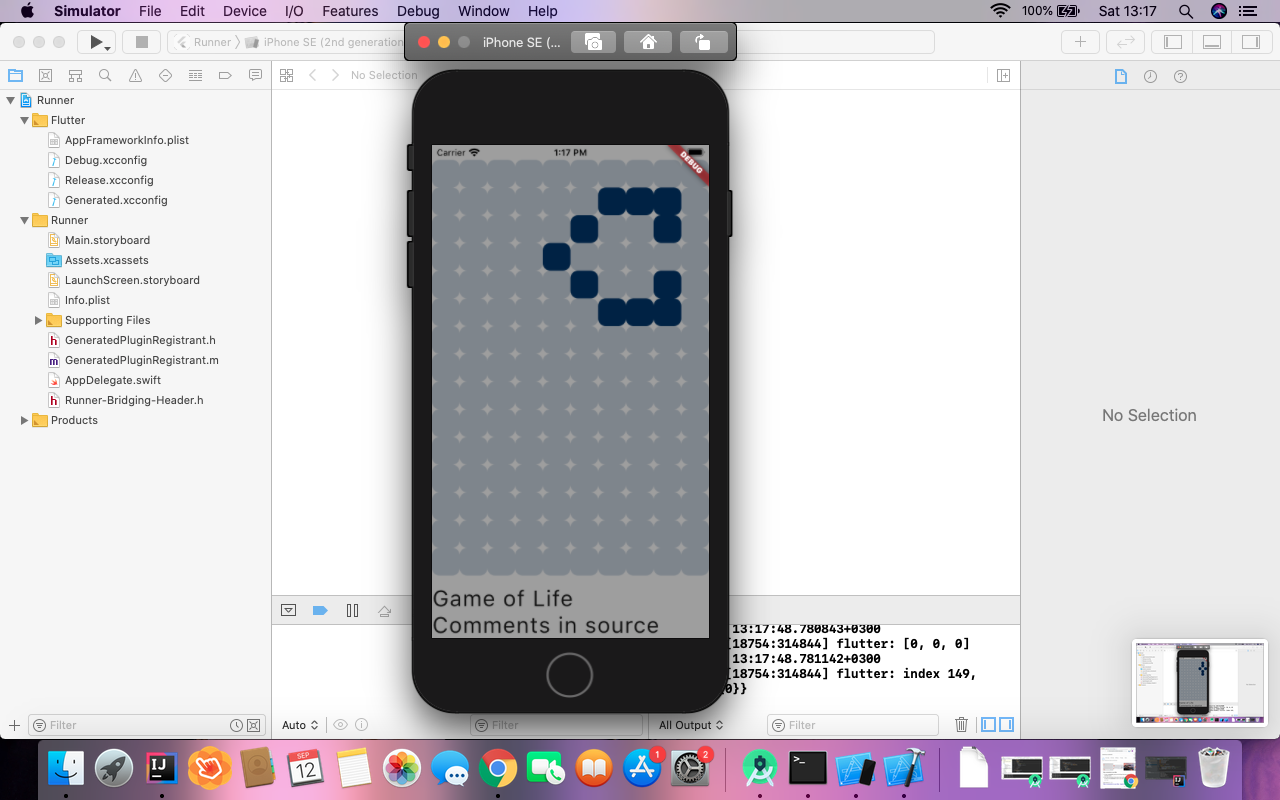 Simulator File Edit Device I/O Features Debug Window Help 100% Sat 13:17
Runner 〉 iPhone SE (2nd generation
iPhone SE (...
No Selection
Runner
Flutter
AppFrameworkInfo.plist
Debug.xcconfig
Release.xcconfig
Generated.xcconfig
Runner
Main.storyboard
Assets.xcassets
LaunchScreen.storyboard
Info.plist
Supporting Files
GeneratedPluginRegistrant.h
GeneratedPluginRegistrant.m
AppDelegate.swift
Runner-Bridging-Header.h
Products
Carrier 1:17 PM
DEBUG
Game of Life
Comments in source
No Selection
13:17:48.780843+0300
[18754:314844] flutter: [0, 0, 0]
13:17:48.781142+0300
[18754:314844] flutter: index 149,
0}}
Filter
Auto
Filter
All Output
Filter
SEP
12
IJ
1
2
>_